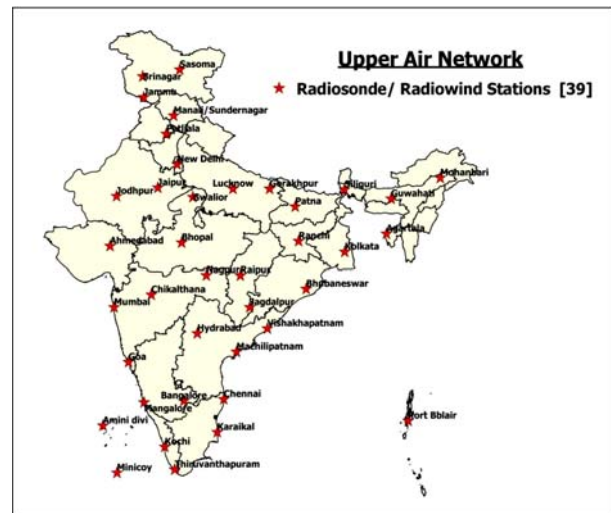 Upper Air Network
Radiosonde/ Radiowind Stations [39]
Sasoma
Srinagar
Jammu
Manali/Sundernagar
Patiala
New Delhi
Jaipur
Lucknow
Gorakhpur
Siliguri
Mohanbari
Jodhpur
Gwalior
Guwahati
Patna
Agartala
Ahmedabad
Bhopal
Ranchi
Kolkata
Nagpur
Raipur
Bhubaneswar
Chikalthana
Mumbai
Jagdalpur
Vishakhapatnam
Hydrabad
Machilipatnam
Goa
Bangalore
Chennai
Mangalore
Amini divi
Port Bblair
Karaikal
Kochi
Minicoy
Thiruvanthapuram